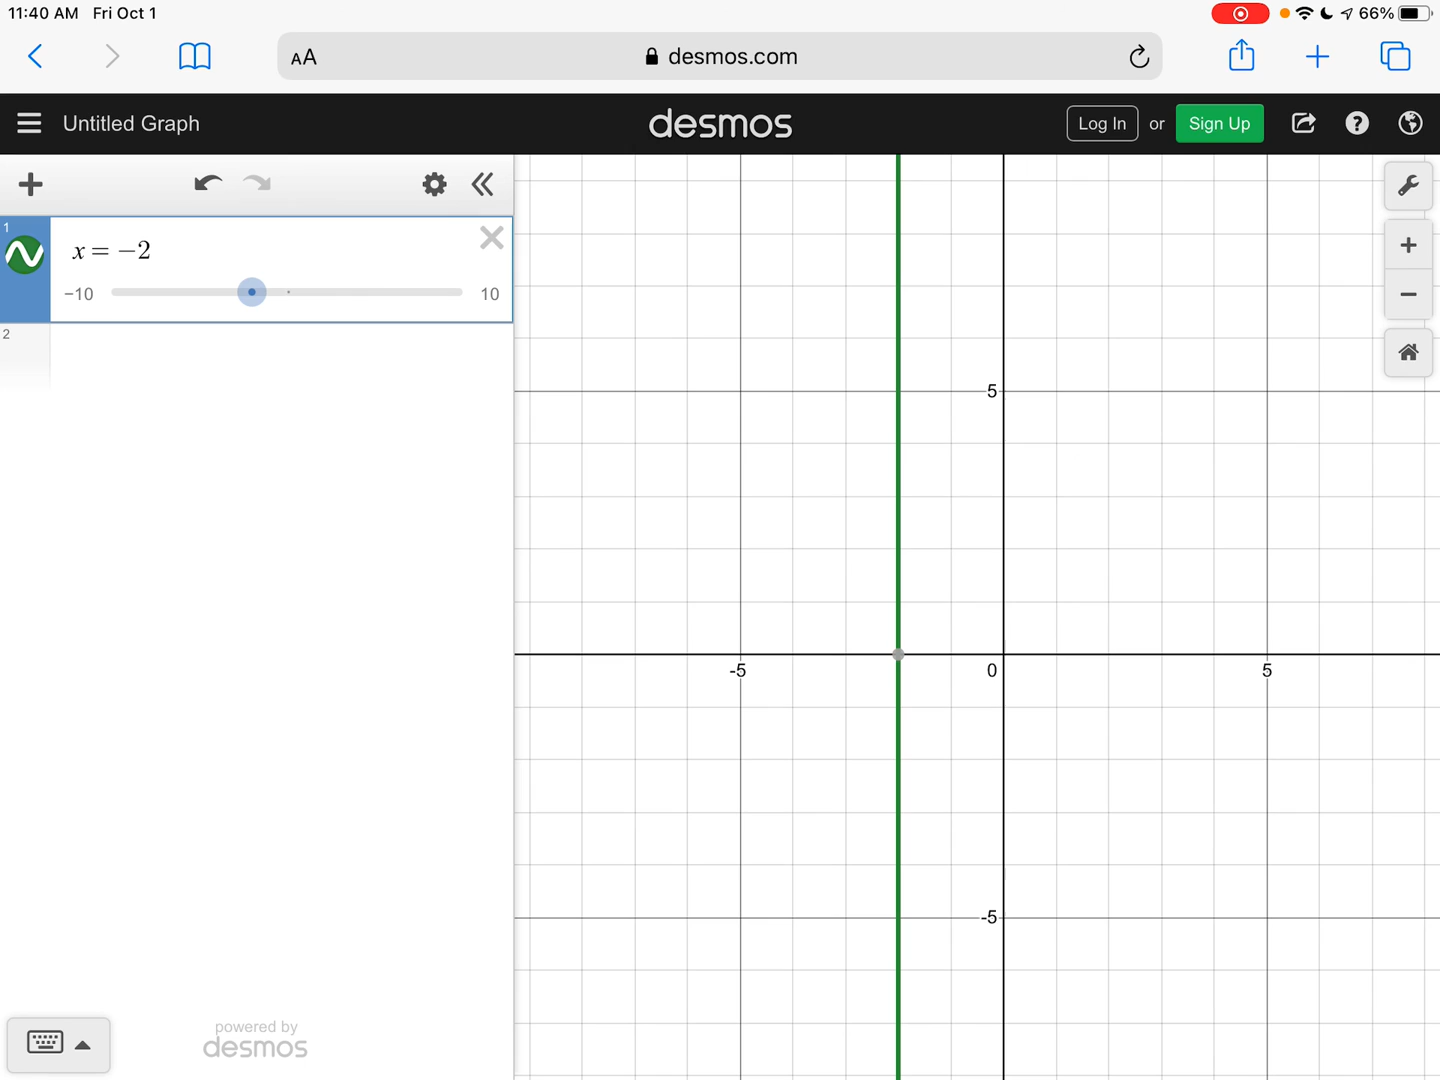 11:40 AM Fri Oct 1 66%
AA desmos.com
Untitled Graph desmos Log In or Sign Up ?
1
x = −2
−10 10
2
5
-5 0 5
-5
powered by
desmos